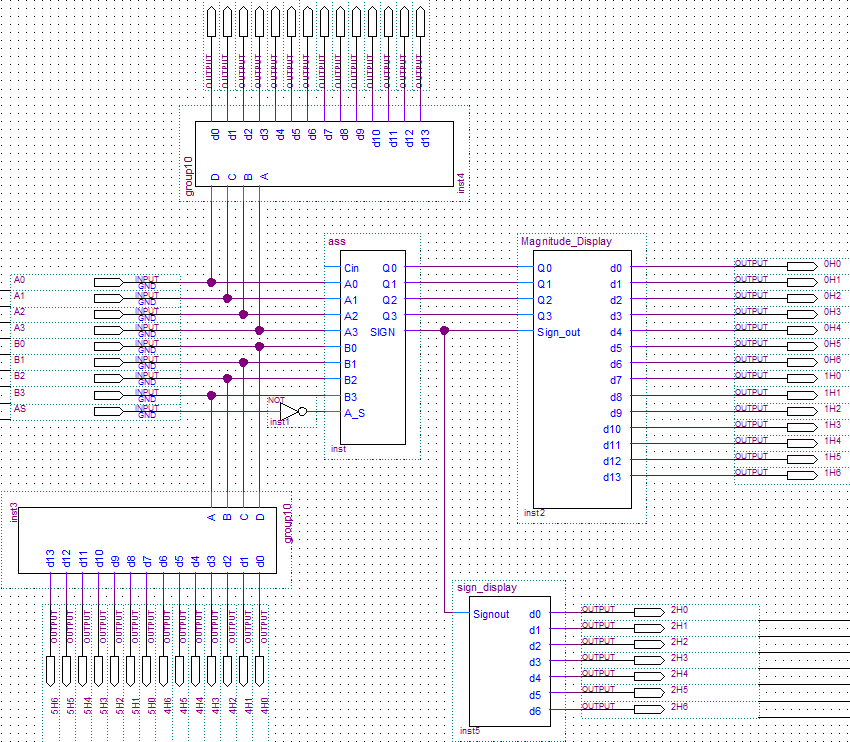 OUTPUT OUTPUT OUTPUT OUTPUT OUTPUT OUTPUT OUTPUT OUTPUT OUTPUT OUTPUT OUTPUT OUTPUT OUTPUT OUTPUT
d0 d1 d2 d3 d4 d5 d6 d7 d8 d9 d10 d11 d12 d13
D C B A
group10
inst4
A0 INPUT GND
A1 INPUT GND
A2 INPUT GND
A3 INPUT GND
B0 INPUT GND
B1 INPUT GND
B2 INPUT GND
B3 INPUT GND
AS INPUT GND
NOT
inst1
ass
Cin Q0
A0 Q1
A1 Q2
A2 Q3
A3 SIGN
B0
B1
B2
B3
A_S
inst
Magnitude_Display
Q0 d0
Q1 d1
Q2 d2
Q3 d3
Sign_out d4
d5
d6
d7
d8
d9
d10
d11
d12
d13
inst2
OUTPUT 0H0
OUTPUT 0H1
OUTPUT 0H2
OUTPUT 0H3
OUTPUT 0H4
OUTPUT 0H5
OUTPUT 0H6
OUTPUT 1H0
OUTPUT 1H1
OUTPUT 1H2
OUTPUT 1H3
OUTPUT 1H4
OUTPUT 1H5
OUTPUT 1H6
inst3
group10
A B C D
d13 d12 d11 d10 d9 d8 d7 d6 d5 d4 d3 d2 d1 d0
OUTPUT OUTPUT OUTPUT OUTPUT OUTPUT OUTPUT OUTPUT OUTPUT OUTPUT OUTPUT OUTPUT OUTPUT OUTPUT OUTPUT
5H6 5H5 5H4 5H3 5H2 5H1 5H0 4H6 4H5 4H4 4H3 4H2 4H1 4H0
sign_display
Signout d0
d1
d2
d3
d4
d5
d6
inst5
OUTPUT 2H0
OUTPUT 2H1
OUTPUT 2H2
OUTPUT 2H3
OUTPUT 2H4
OUTPUT 2H5
OUTPUT 2H6